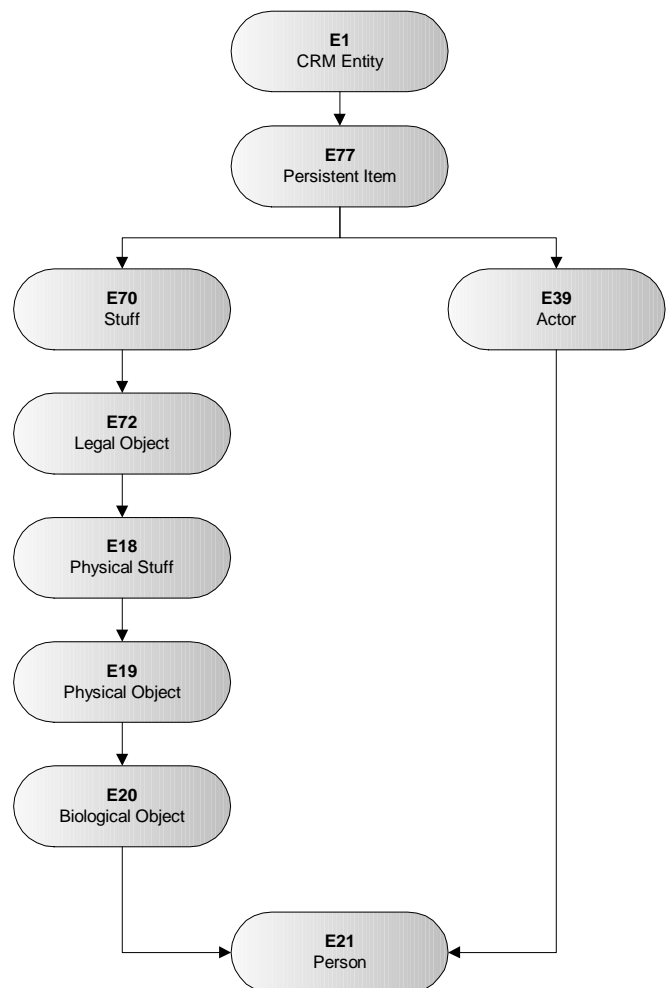 E1
CRM Entity
E77
Persistent Item
E70
Stuff
E39
Actor
E72
Legal Object
E18
Physical Stuff
E19
Physical Object
E20
Biological Object
E21
Person